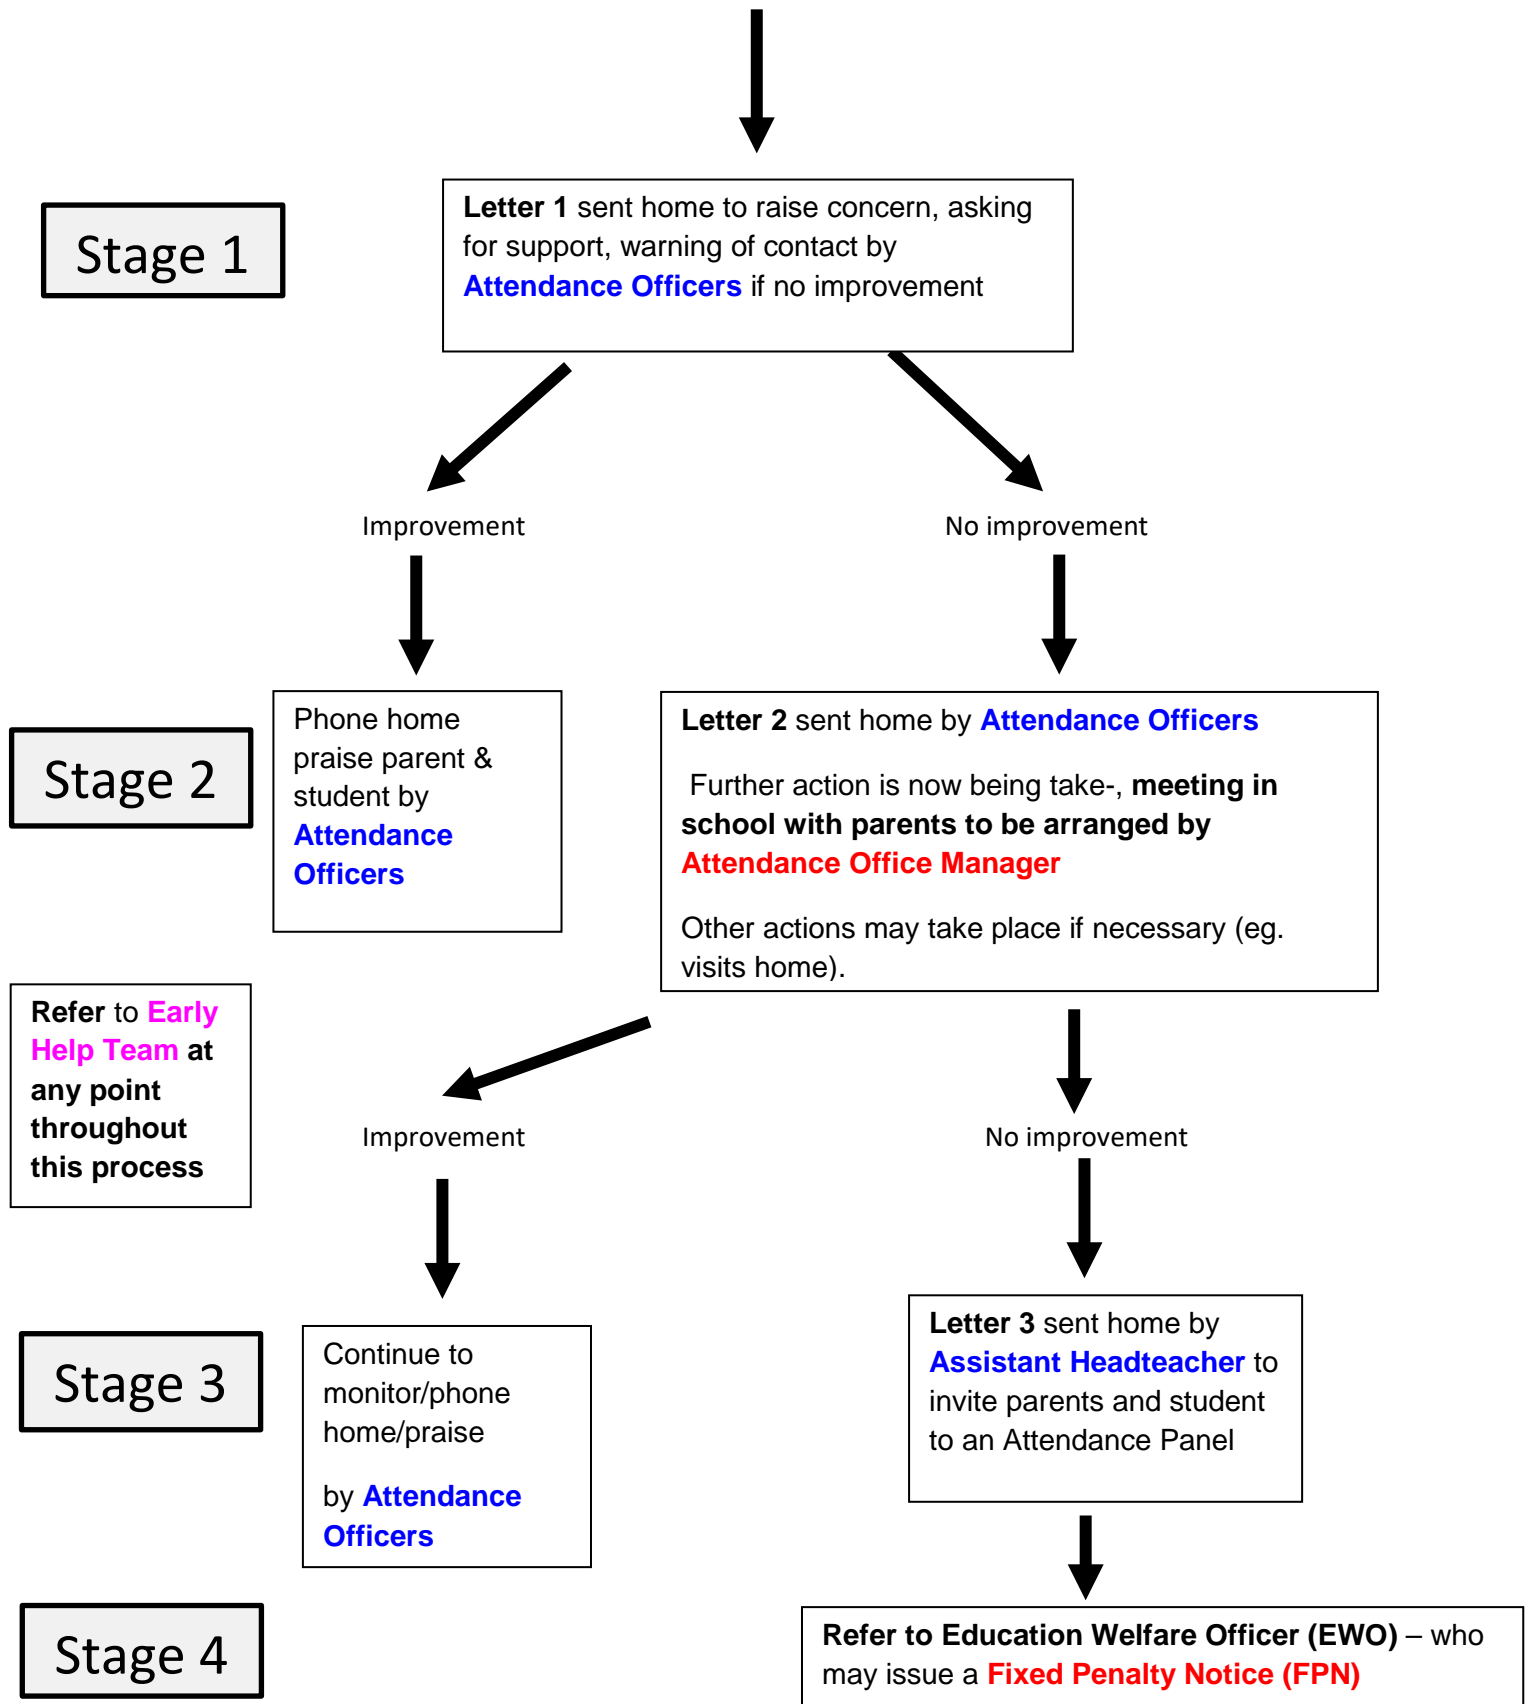 Stage 1
Letter 1 sent home to raise concern, asking
for support, warning of contact by
Attendance Officers if no improvement
Improvement
No improvement
Stage 2
Phone home
praise parent &
student by
Attendance
Officers
Letter 2 sent home by Attendance Officers
Further action is now being take-, meeting in
school with parents to be arranged by
Attendance Office Manager
Other actions may take place if necessary (eg.
visits home).
Refer to Early
Help Team at
any point
throughout
this process
Improvement
No improvement
Stage 3
Continue to
monitor/phone
home/praise
by Attendance
Officers
Letter 3 sent home by
Assistant Headteacher to
invite parents and student
to an Attendance Panel
Stage 4
Refer to Education Welfare Officer (EWO) – who
may issue a Fixed Penalty Notice (FPN)